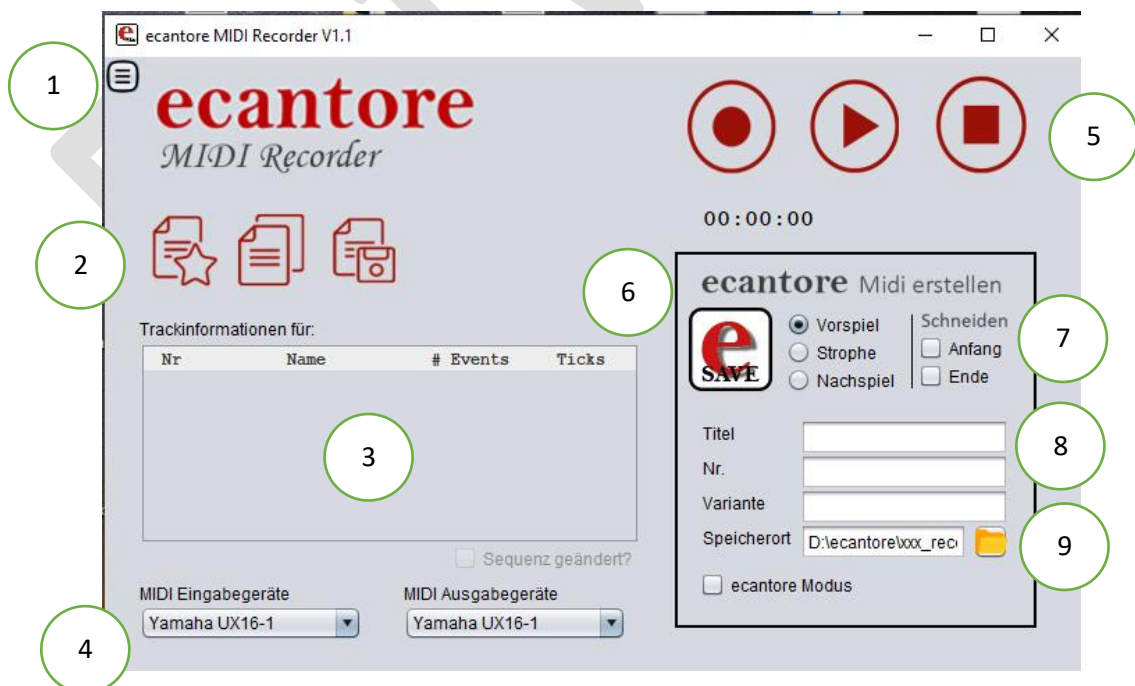 ecantore MIDI Recorder V1.1
1
ecantore
MIDI Recorder
5
00:00:00
2
6
ecantore Midi erstellen
Vorspiel
Strophe
Nachspiel
Schneiden
Anfang
Ende
7
e
SAVE
Trackinformationen für:
Nr Name # Events Ticks
3
Titel
8
Nr.
Variante
Speicherort D:\ecantore\xxx_rec
9
Sequenz geändert?
ecantore Modus
MIDI Eingabegeräte MIDI Ausgabegeräte
Yamaha UX16-1 Yamaha UX16-1
4